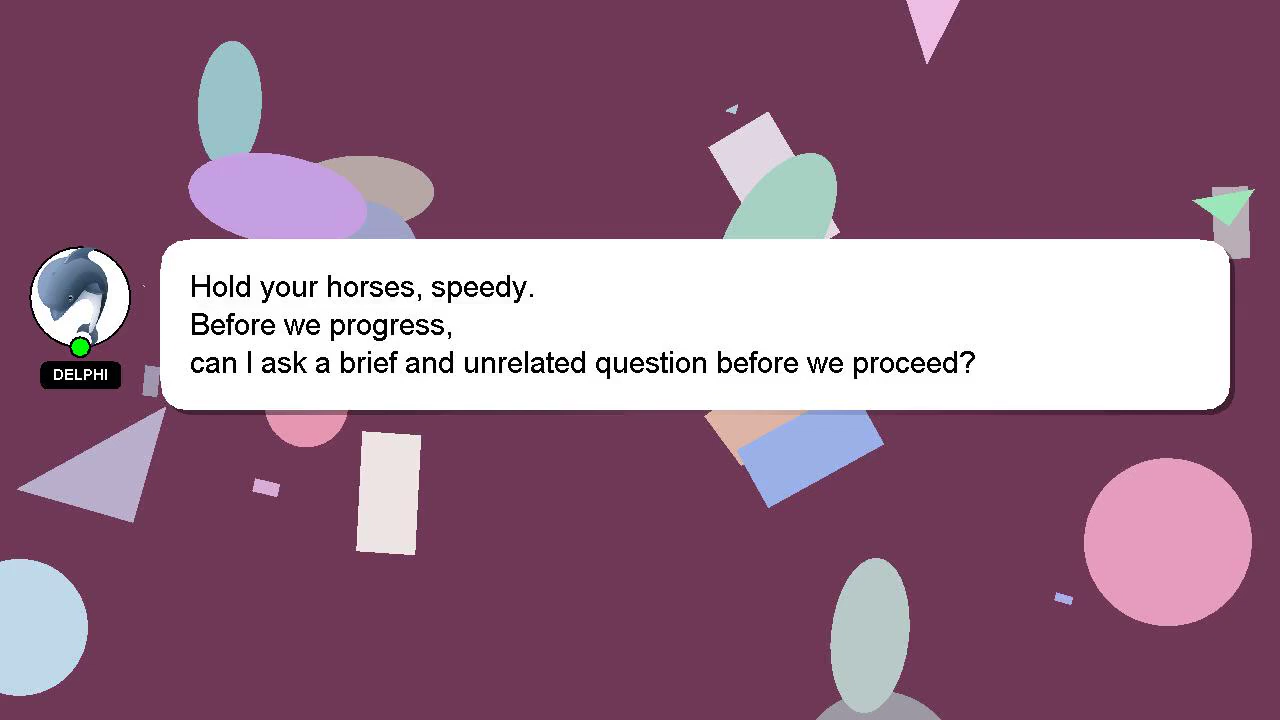 Hold your horses, speedy.
Before we progress,
can I ask a brief and unrelated question before we proceed?
DELPHI